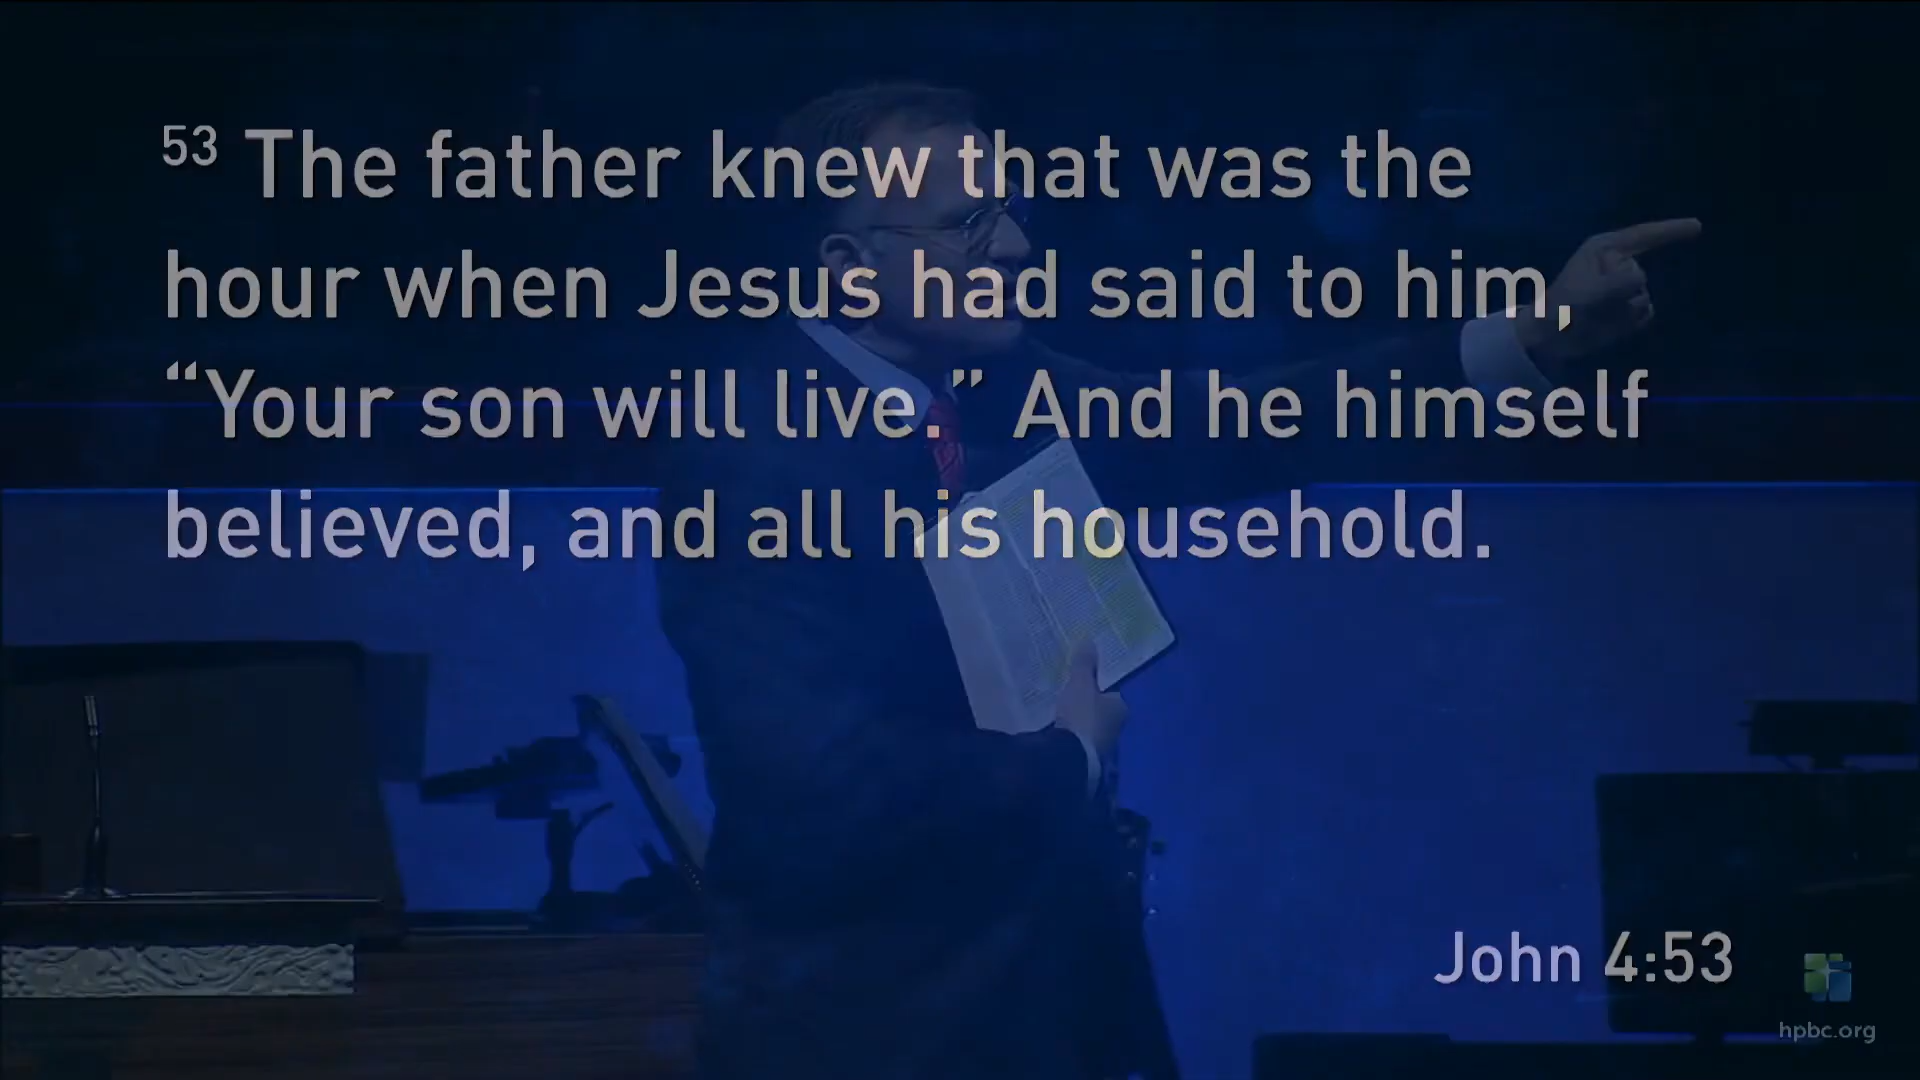 53 The father knew that was the
hour when Jesus had said to him,
“Your son will live.” And he himself
believed, and all his household.
John 4:53
hpbc.org